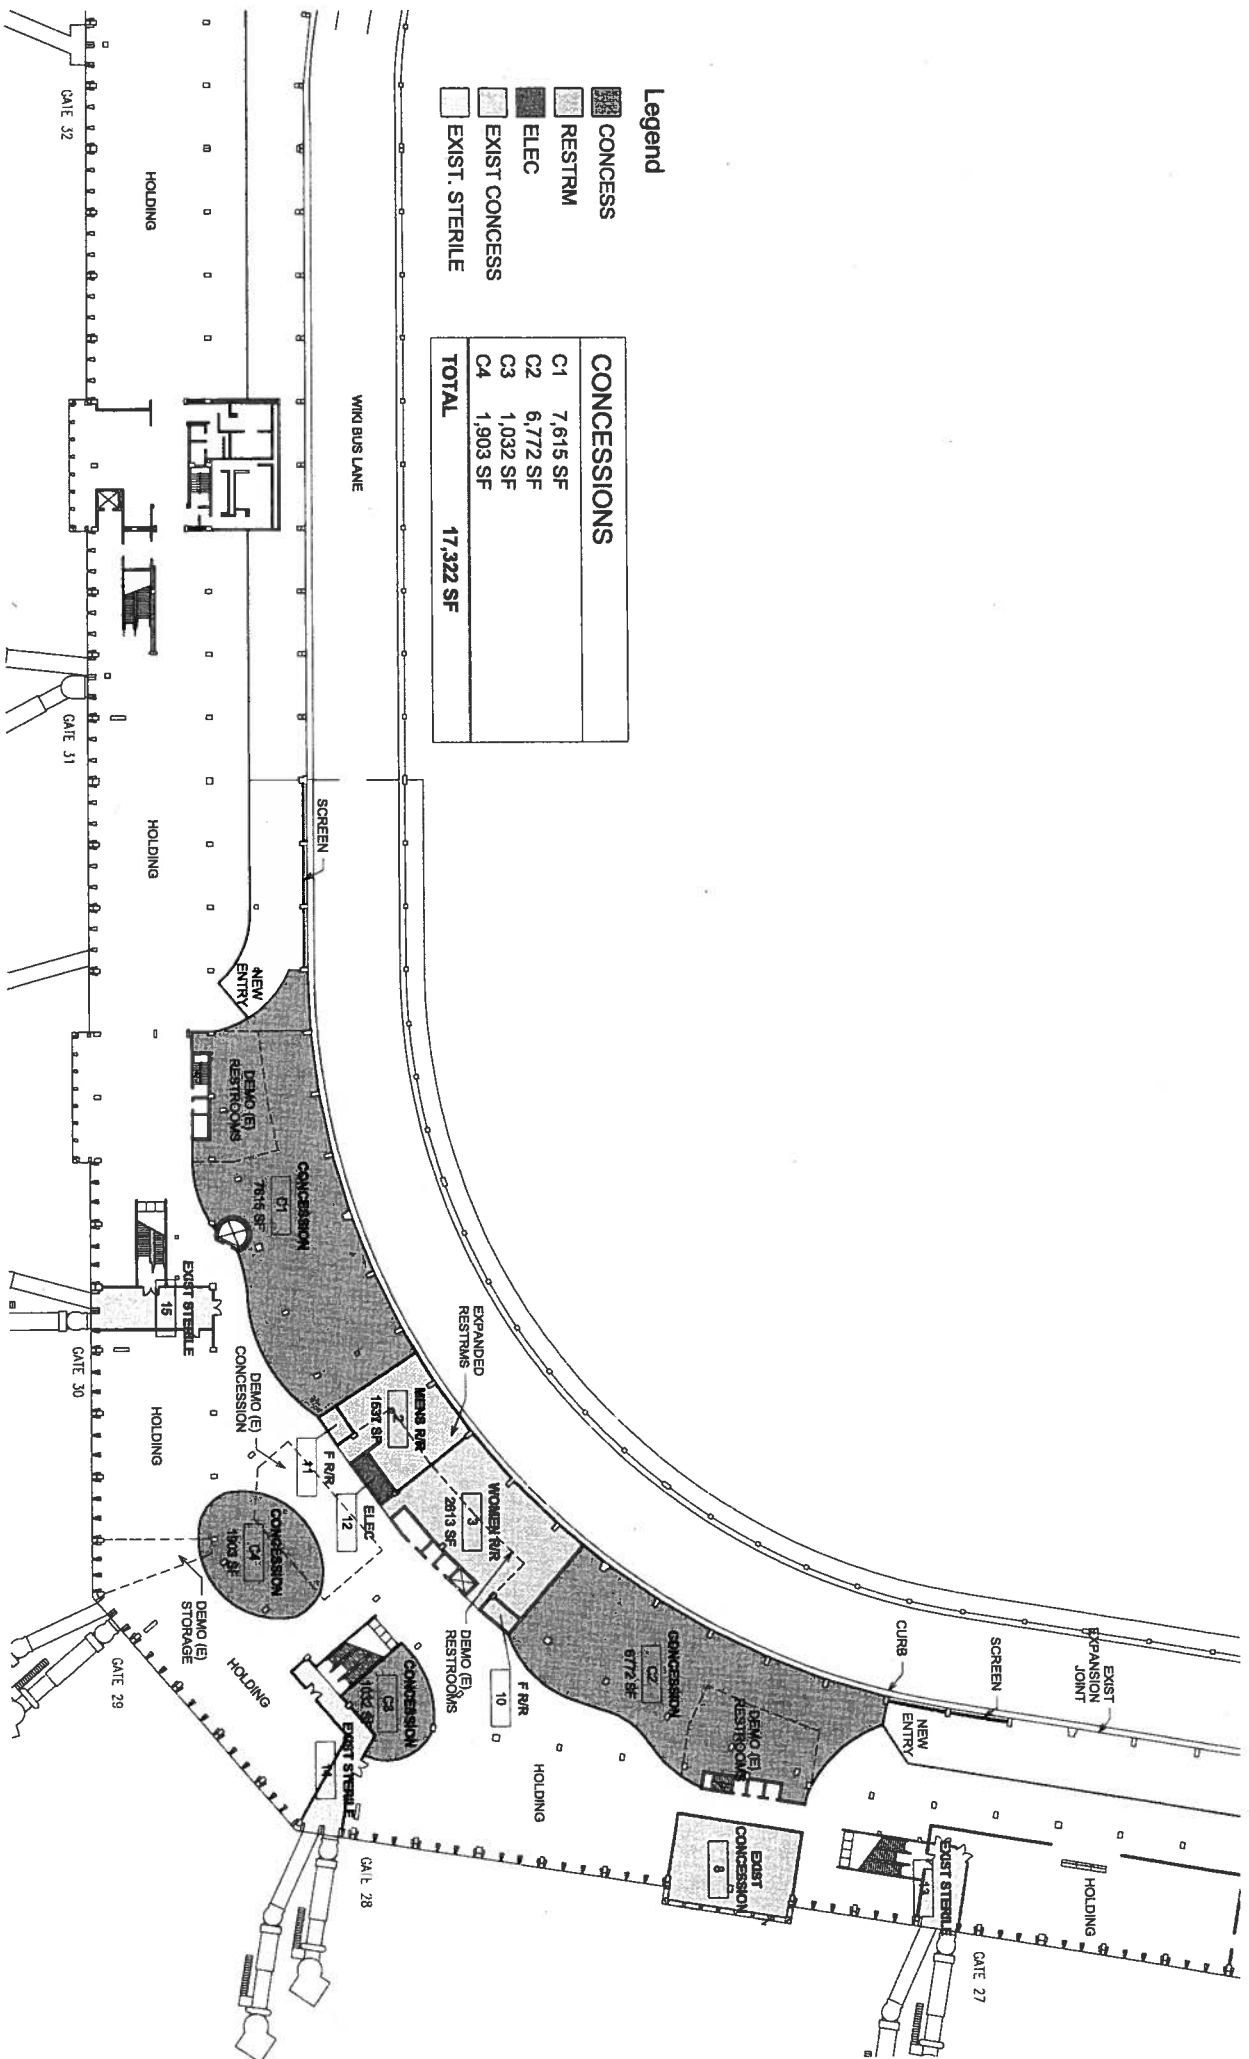 Legend
CONCESS
RESTRM
ELEC
EXIST CONCESS
EXIST. STERILE
CONCESSIONS
C1 7,615 SF
C2 6,772 SF
C3 1,032 SF
C4 1,903 SF
TOTAL 17,322 SF
GATE 32
HOLDING
WIKI BUS LANE
GATE 31
HOLDING
SCREEN
NEW
ENTRY
DEMO (E)
RESTROOMS
CONCESSION
C1
7615 SF
EXIST STERILE
15
GATE 30
HOLDING
EXPANDED
RESTRMS
DEMO (E)
CONCESSION
MENS R/R
2
F R/R
11
ELEC
12
WOMEN R/R
3
2613 SF
CONCESSION
C4
1903 SF
DEMO (E)
STORAGE
GATE 29
HOLDING
DEMO (E)
RESTROOMS
F R/R
10
CONCESSION
C3
1032 SF
EXIST STERILE
14
GATE 28
HOLDING
CONCESSION
C2
6772 SF
DEMO (E)
RESTROOMS
CURB
SCREEN
EXIST
EXPANSION
JOINT
NEW
ENTRY
EXIST
CONCESSION
8
EXIST STERILE
13
HOLDING
GATE 27